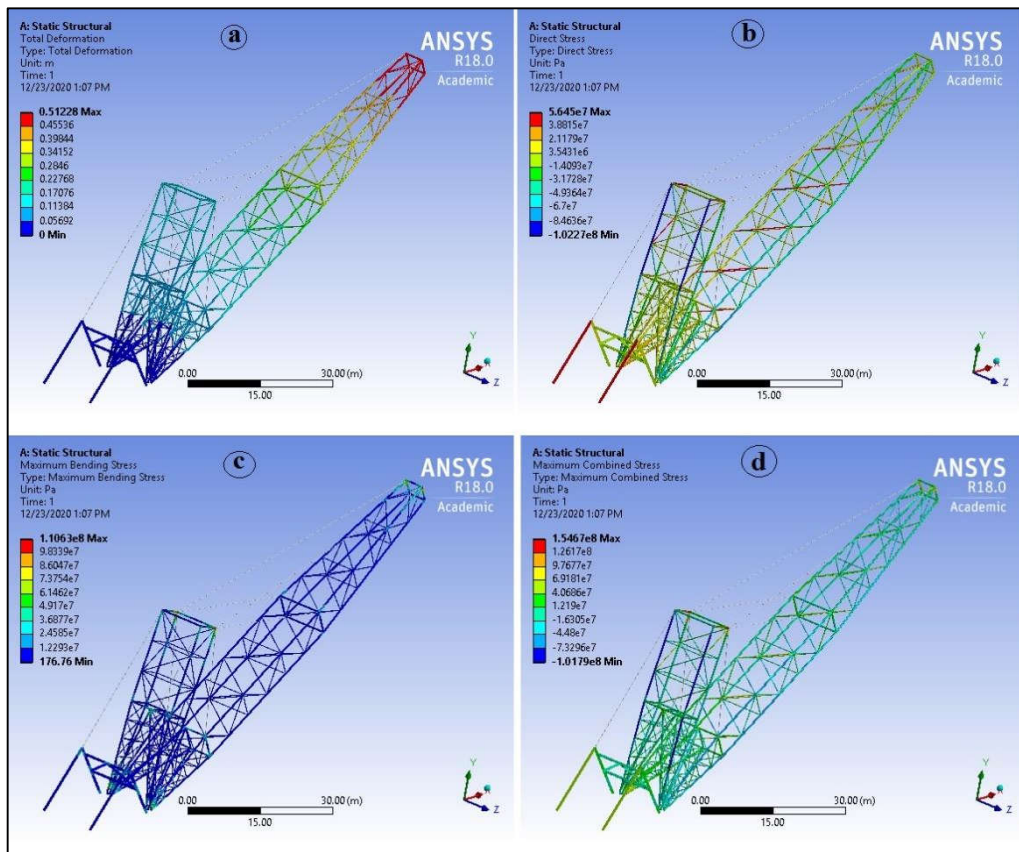 a
A: Static Structural
Total Deformation
Type: Total Deformation
Unit: m
Time: 1
12/23/2020 1:07 PM
ANSYS
R18.0
Academic
0.51228 Max
0.45536
0.39844
0.34152
0.2846
0.22768
0.17076
0.11384
0.05692
0 Min
0.00
30.00 (m)
15.00
Y
X
Z
b
A: Static Structural
Direct Stress
Type: Direct Stress
Unit: Pa
Time: 1
12/23/2020 1:07 PM
ANSYS
R18.0
Academic
5.645e7 Max
3.8815e7
2.1179e7
3.5431e6
-1.4093e7
-3.1728e7
-4.9364e7
-6.7e7
-8.4636e7
-1.0227e8 Min
0.00
30.00 (m)
15.00
Y
X
Z
c
A: Static Structural
Maximum Bending Stress
Type: Maximum Bending Stress
Unit: Pa
Time: 1
12/23/2020 1:07 PM
ANSYS
R18.0
Academic
1.1063e8 Max
9.8339e7
8.6047e7
7.3754e7
6.1462e7
4.917e7
3.6877e7
2.4585e7
1.2293e7
176.76 Min
0.00
30.00 (m)
15.00
Y
X
Z
d
A: Static Structural
Maximum Combined Stress
Type: Maximum Combined Stress
Unit: Pa
Time: 1
12/23/2020 1:07 PM
ANSYS
R18.0
Academic
1.5467e8 Max
1.2617e8
9.7677e7
6.9181e7
4.0686e7
1.219e7
-1.6305e7
-4.48e7
-7.3296e7
-1.0179e8 Min
0.00
30.00 (m)
15.00
Y
X
Z